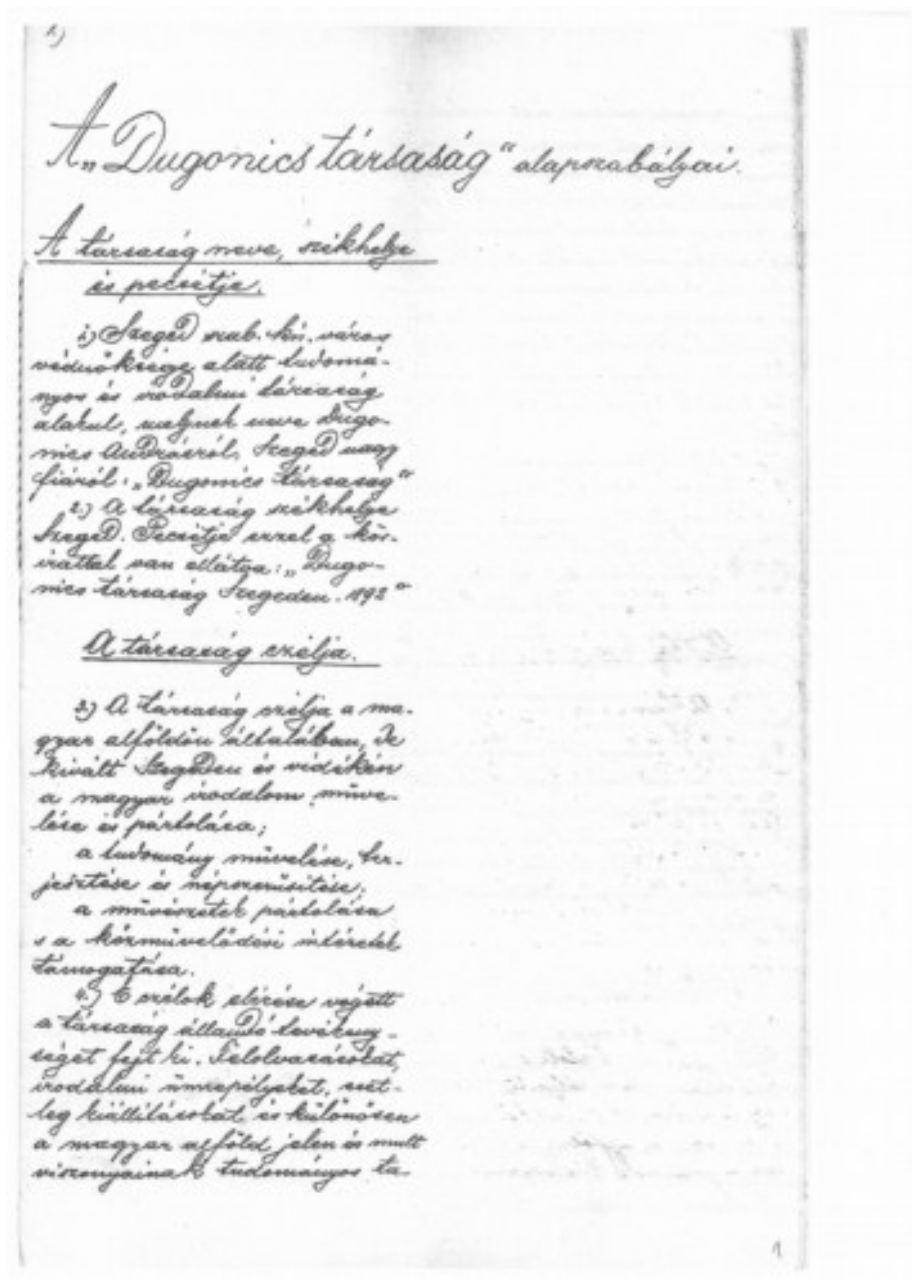 A „Dugonics társaság“ alapszabályai.
A társaság neve, székhelye
és pecsétje.
1.) Szeged szab. kir. város
védnöksége alatt tudomá-
nyos és irodalmi társaság
alakul, melynek neve Dugo-
nics Andrásról, Szeged nagy
fiáról: „Dugonics társaság“
2.) A társaság székhelye
Szeged. Pecsétje ezzel a kör-
irattal van ellátva: „Dugo-
nics társaság Szegeden. 1892“
A társaság czélja.
3.) A társaság czélja a ma-
gyar alföldön általában, de
kivált Szegeden és vidékén
a magyar irodalom műve-
lése és pártolása;
a tudomány művelése, ter-
jesztése és népszerűsítése;
a művészetek pártolása
s a közművelődési intézetek
támogatása.
4.) E czélok elérése végett
a társaság állandó tevékeny-
séget fejt ki. Felolvasásokat,
irodalmi ünnepélyeket, eset-
leg kiállításokat és különösen
a magyar alföld jelen és mult
viszonyainak tudományos ta-
1